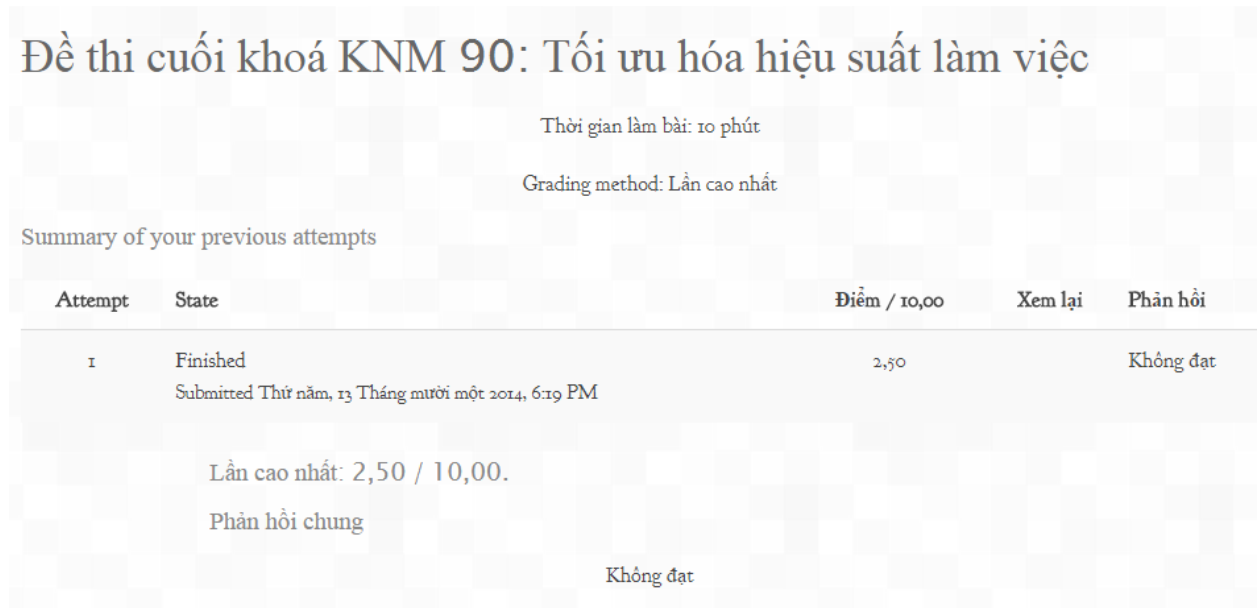 Đề thi cuối khoá KNM 90: Tối ưu hóa hiệu suất làm việc
Thời gian làm bài: 10 phút
Grading method: Lần cao nhất
Summary of your previous attempts
Attempt State Điểm / 10,00 Xem lại Phản hồi
1 Finished 2,50 Không đạt
Submitted Thứ năm, 13 Tháng mười một 2014, 6:19 PM
Lần cao nhất: 2,50 / 10,00.
Phản hồi chung
Không đạt